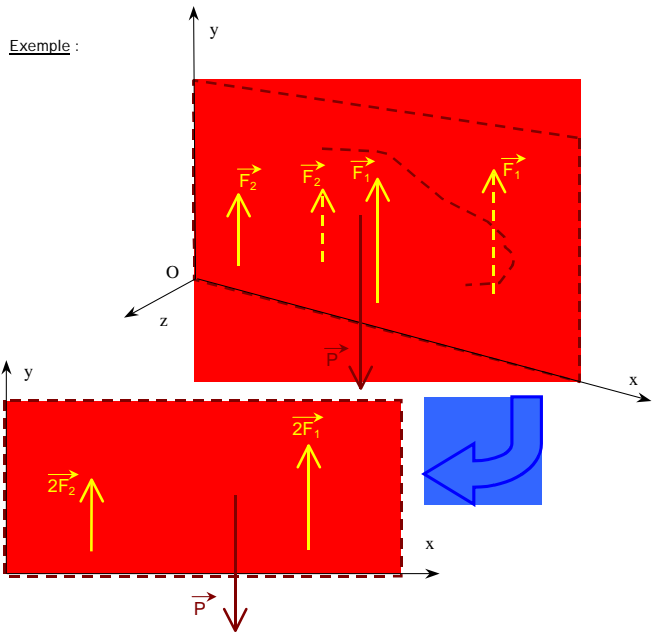 Exemple :
y
F₂ F₂ F₁ F₁
O
z
P
x
y
2F₁
2F₂
x
P